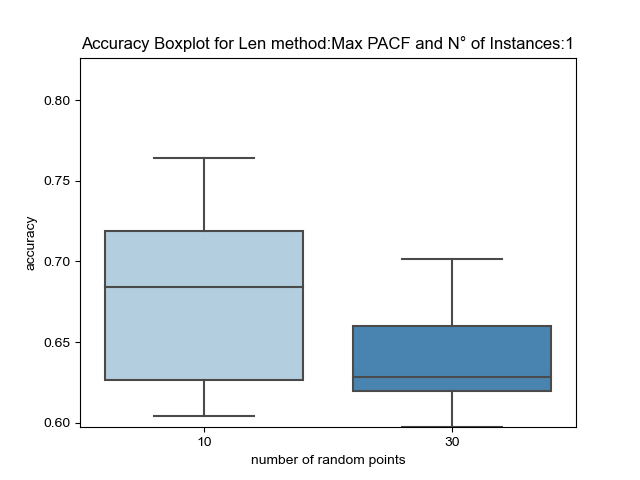 Accuracy Boxplot for Len method:Max PACF and N° of Instances:1
0.80
0.75
0.70
0.65
0.60
accuracy
10 30
number of random points